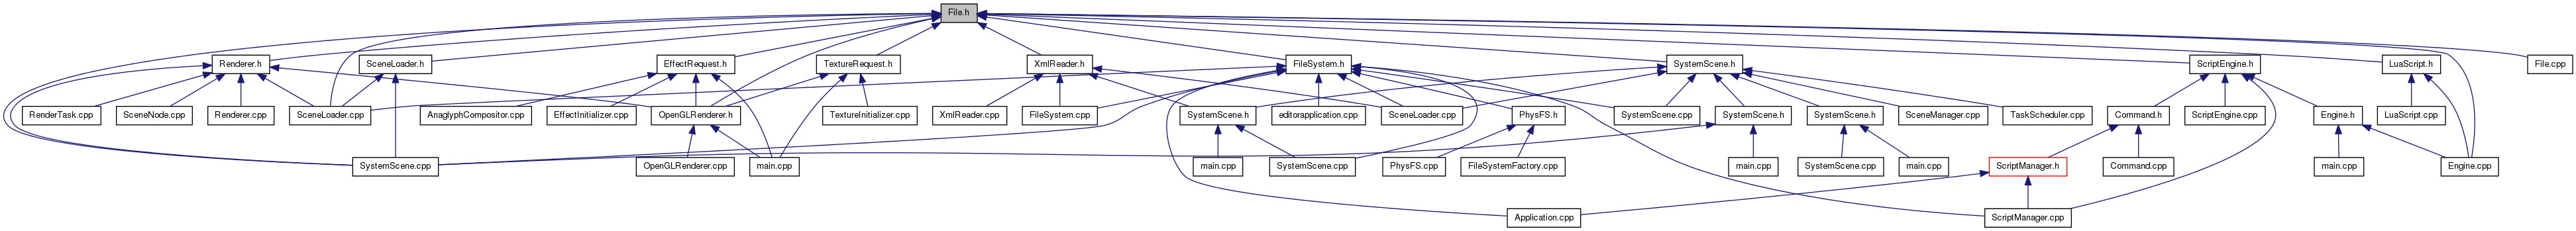 File.h
Renderer.h
SceneLoader.h
EffectRequest.h
TextureRequest.h
XmlReader.h
FileSystem.h
SystemScene.h
ScriptEngine.h
LuaScript.h
File.cpp
RenderTask.cpp
SceneNode.cpp
Renderer.cpp
SceneLoader.cpp
AnaglyphCompositor.cpp
EffectInitializer.cpp
OpenGLRenderer.h
TextureInitializer.cpp
XmlReader.cpp
FileSystem.cpp
SystemScene.h
editorapplication.cpp
SceneLoader.cpp
PhysFS.h
SystemScene.cpp
SystemScene.h
SystemScene.h
SceneManager.cpp
TaskScheduler.cpp
Command.h
ScriptEngine.cpp
Engine.h
LuaScript.cpp
SystemScene.cpp
OpenGLRenderer.cpp
main.cpp
main.cpp
SystemScene.cpp
PhysFS.cpp
FileSystemFactory.cpp
main.cpp
SystemScene.cpp
main.cpp
ScriptManager.h
Command.cpp
main.cpp
Engine.cpp
Application.cpp
ScriptManager.cpp